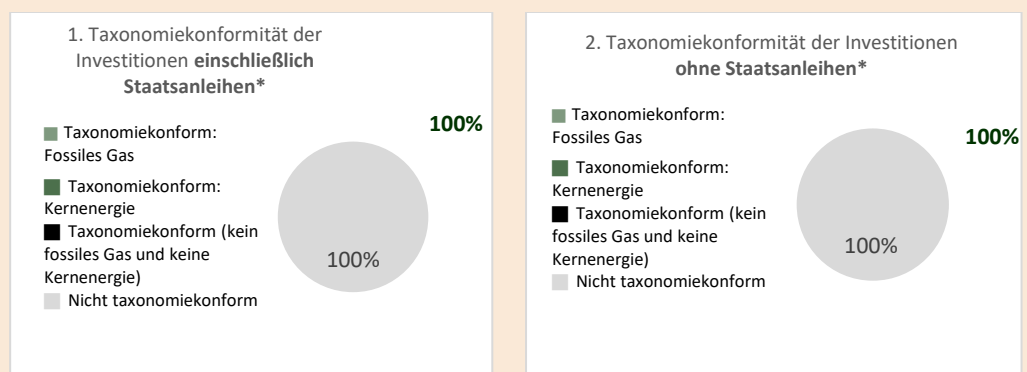 1. Taxonomiekonformität der
Investitionen einschließlich
Staatsanleihen*
100%
Taxonomiekonform:
Fossiles Gas
Taxonomiekonform:
Kernenergie
Taxonomiekonform (kein
fossiles Gas und keine
Kernenergie)
Nicht taxonomiekonform
100%
2. Taxonomiekonformität der Investitionen
ohne Staatsanleihen*
100%
Taxonomiekonform:
Fossiles Gas
Taxonomiekonform:
Kernenergie
Taxonomiekonform (kein
fossiles Gas und keine
Kernenergie)
Nicht taxonomiekonform
100%